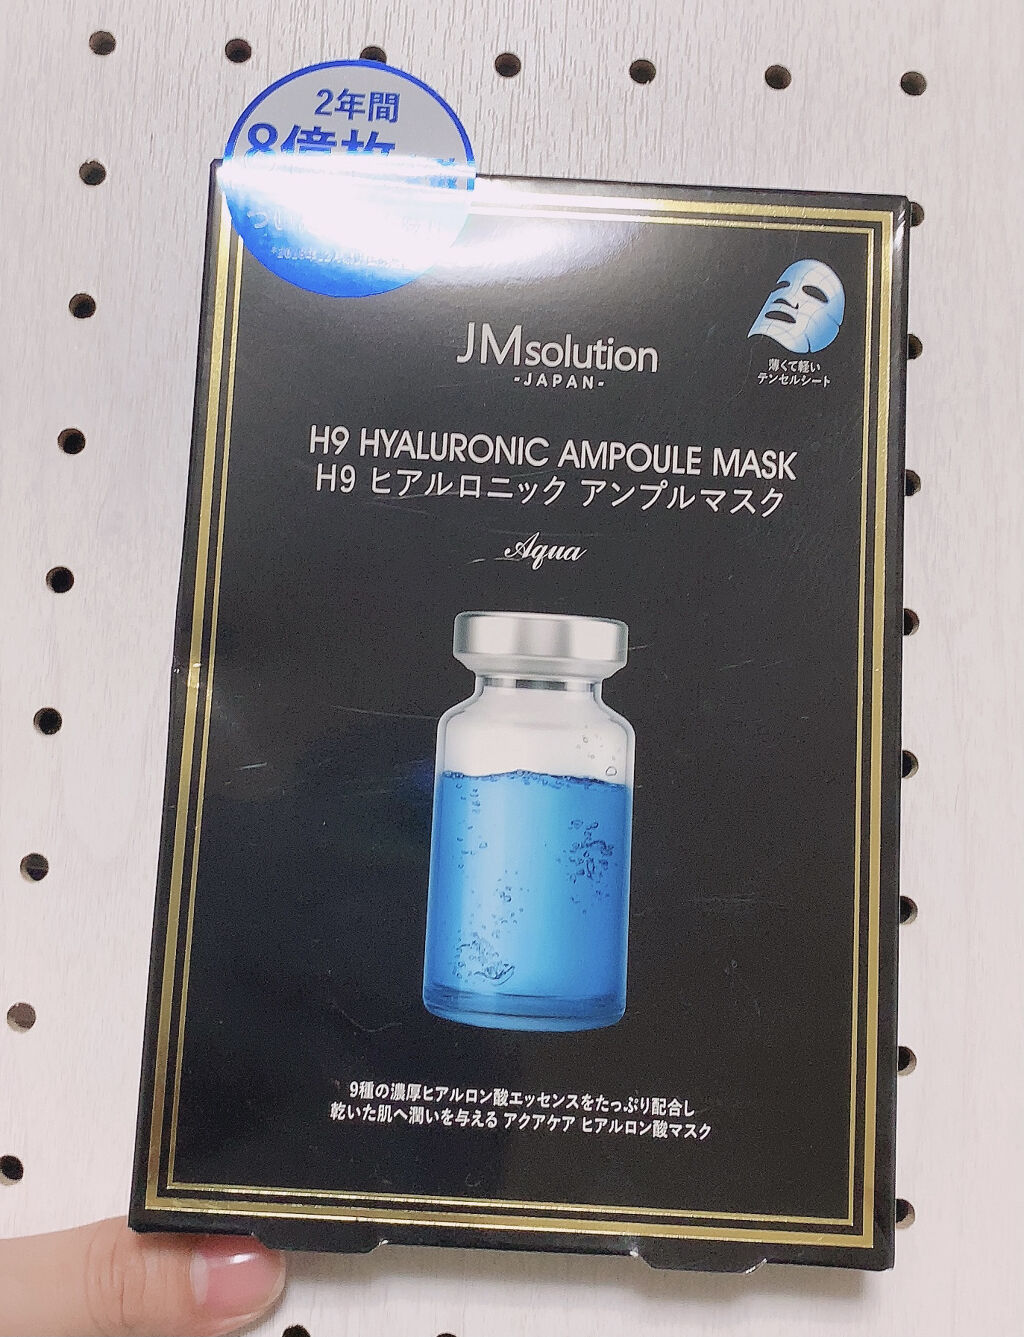 2年間
8億枚
JMsolution
-JAPAN-
薄くて軽い
テンセルシート
H9 HYALURONIC AMPOULE MASK
H9 ヒアルロニック アンプルマスク
Aqua
9種の濃厚ヒアルロン酸エッセンスをたっぷり配合し
乾いた肌へ潤いを与える アクアケア ヒアルロン酸マスク